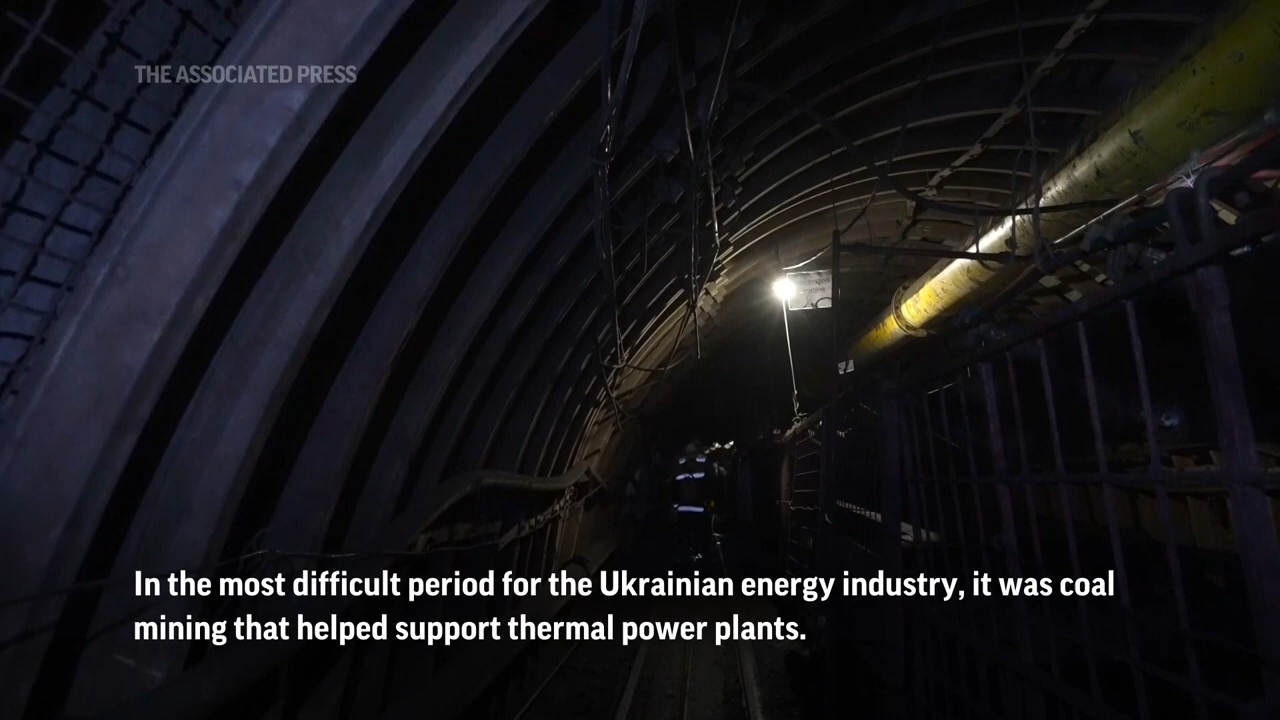 THE ASSOCIATED PRESS
In the most difficult period for the Ukrainian energy industry, it was coal
mining that helped support thermal power plants.